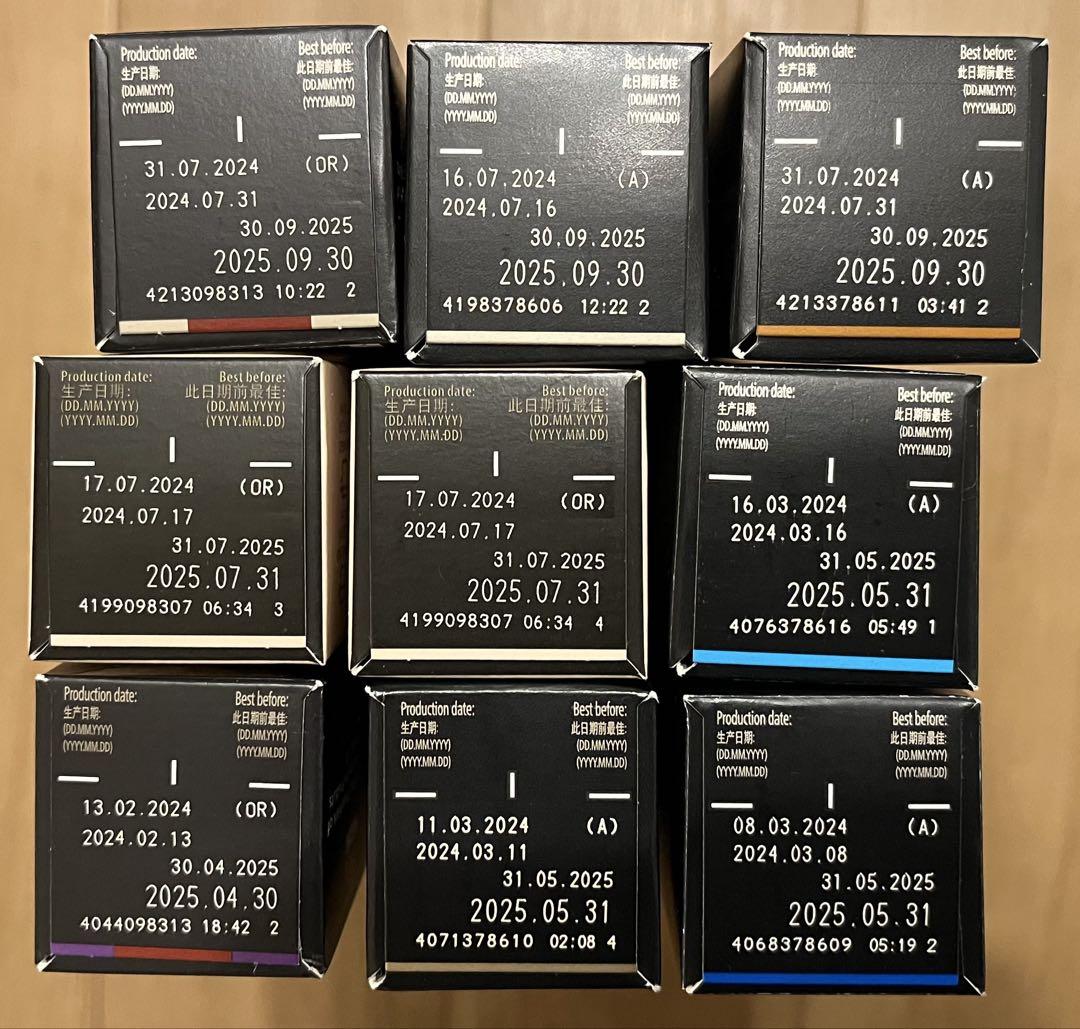 Production date: Best before:
生产日期: 此日期前最佳:
(DD.MM.YYYY) (DD.MM.YYYY)
(YYYY.MM.DD) (YYYY.MM.DD)
31.07.2024 (OR)
2024.07.31
30.09.2025
2025.09.30
4213098313 10:22 2
Production date: Best before:
生产日期: 此日期前最佳:
(DD.MM.YYYY) (DD.MM.YYYY)
(YYYY.MM.DD) (YYYY.MM.DD)
16.07.2024 (A)
2024.07.16
30.09.2025
2025.09.30
4198378606 12:22 2
Production date: Best before:
生产日期: 此日期前最佳:
(DD.MM.YYYY) (DD.MM.YYYY)
(YYYY.MM.DD) (YYYY.MM.DD)
31.07.2024 (A)
2024.07.31
30.09.2025
2025.09.30
4213378611 03:41 2
Production date: Best before:
生产日期: 此日期前最佳:
(DD.MM.YYYY) (DD.MM.YYYY)
(YYYY.MM.DD) (YYYY.MM.DD)
17.07.2024 (OR)
2024.07.17
31.07.2025
2025.07.31
4199098307 06:34 3
Production date: Best before:
生产日期: 此日期前最佳:
(DD.MM.YYYY) (DD.MM.YYYY)
(YYYY.MM.DD) (YYYY.MM.DD)
17.07.2024 (OR)
2024.07.17
31.07.2025
2025.07.31
4199098307 06:34 4
Production date: Best before:
生产日期: 此日期前最佳:
(DD.MM.YYYY) (DD.MM.YYYY)
(YYYY.MM.DD) (YYYY.MM.DD)
16.03.2024 (A)
2024.03.16
31.05.2025
2025.05.31
4076378616 05:49 1
Production date: Best before:
生产日期: 此日期前最佳:
(DD.MM.YYYY) (DD.MM.YYYY)
(YYYY.MM.DD) (YYYY.MM.DD)
13.02.2024 (OR)
2024.02.13
30.04.2025
2025.04.30
4044098313 18:42 2
Production date: Best before:
生产日期: 此日期前最佳:
(DD.MM.YYYY) (DD.MM.YYYY)
(YYYY.MM.DD) (YYYY.MM.DD)
11.03.2024 (A)
2024.03.11
31.05.2025
2025.05.31
4071378610 02:08 4
Production date: Best before:
生产日期: 此日期前最佳:
(DD.MM.YYYY) (DD.MM.YYYY)
(YYYY.MM.DD) (YYYY.MM.DD)
08.03.2024 (A)
2024.03.08
31.05.2025
2025.05.31
4068378609 05:19 2